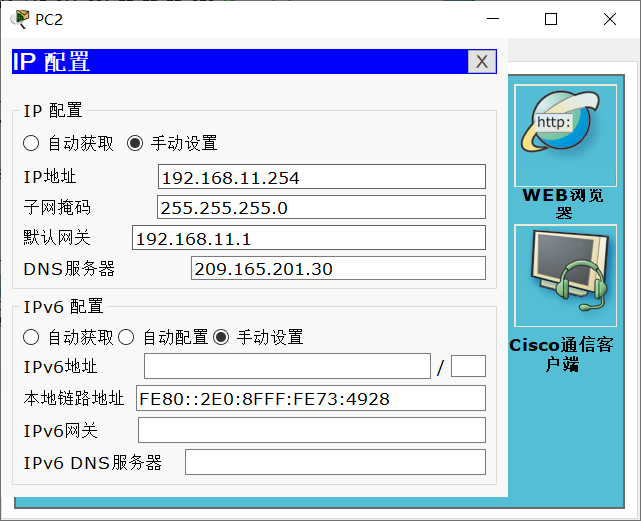 PC2
IP 配置
X
IP 配置
自动获取 手动设置
IP地址 192.168.11.254
子网掩码 255.255.255.0
默认网关 192.168.11.1
DNS服务器 209.165.201.30
IPv6 配置
自动获取 自动配置 手动设置
IPv6地址 /
本地链路地址 FE80::2E0:8FFF:FE73:4928
IPv6网关
IPv6 DNS服务器
http:
WEB浏览
器
Cisco通信客
户端